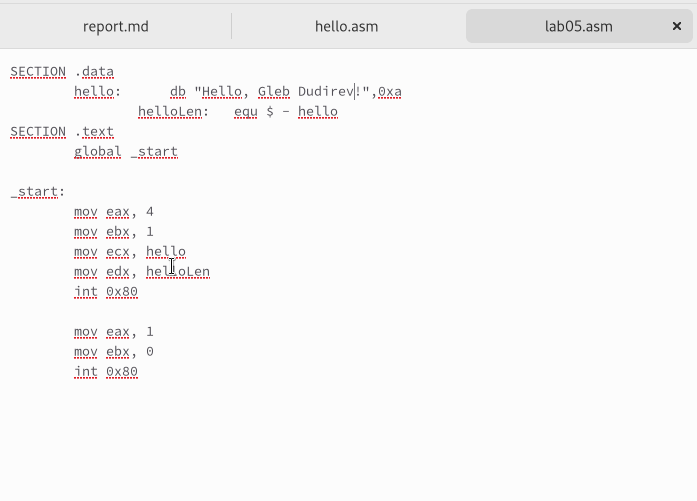 report.md hello.asm lab05.asm ×
SECTION .data
hello: db "Hello, Gleb Dudirev!",0xa
helloLen: equ $ - hello
SECTION .text
global _start
_start:
mov eax, 4
mov ebx, 1
mov ecx, hello
mov edx, helloLen
int 0x80
mov eax, 1
mov ebx, 0
int 0x80